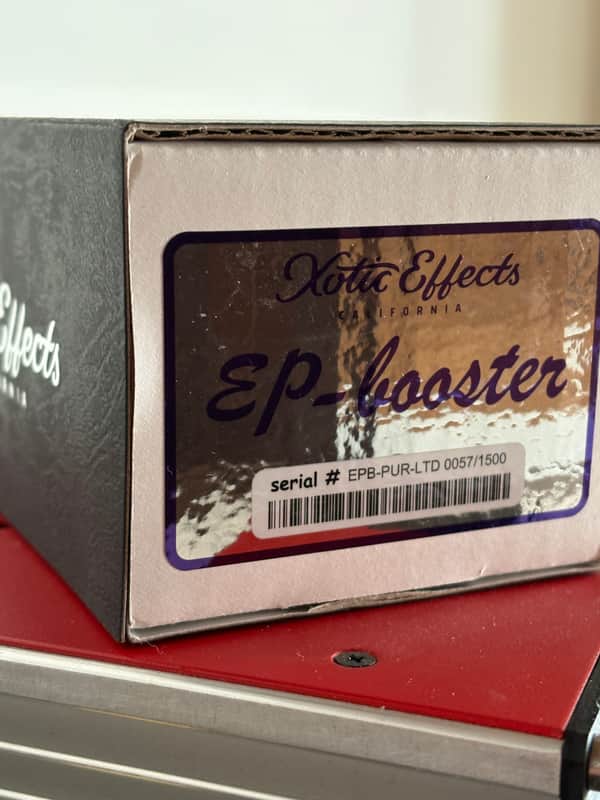 Effects
Xotic Effects
CALIFORNIA
EP-booster
serial # EPB-PUR-LTD 0057/1500